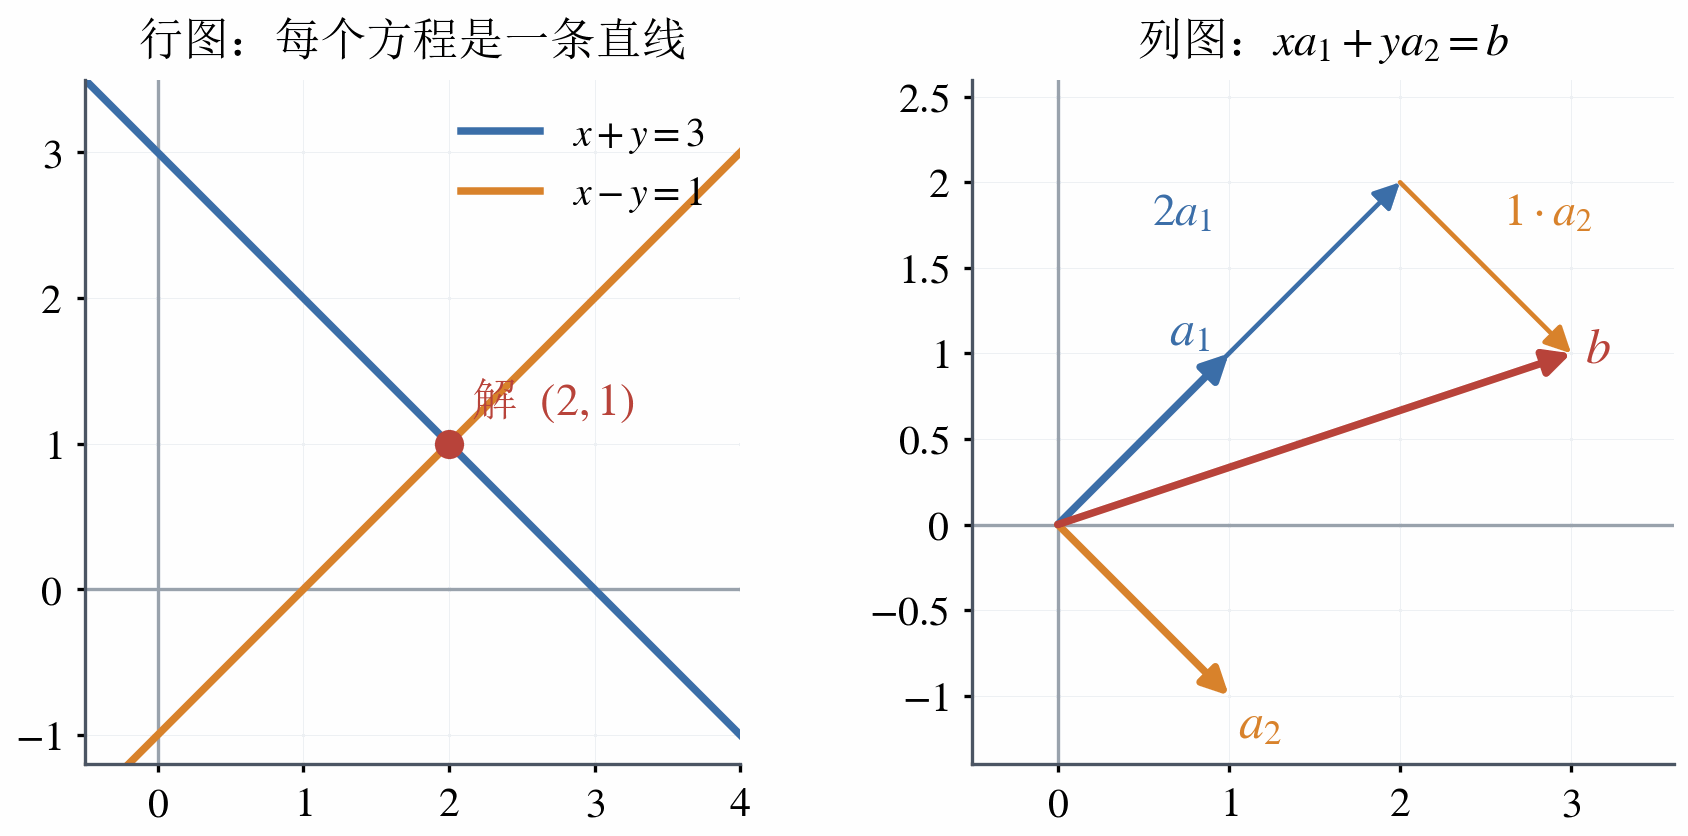 行图：每个方程是一条直线
x + y = 3
x − y = 1
解 (2, 1)
3
2
1
0
−1
0
1
2
3
4
列图：xa₁ + ya₂ = b
2.5
2
1.5
1
0.5
0
−0.5
−1
2a₁
1 · a₂
a₁
b
a₂
0
1
2
3